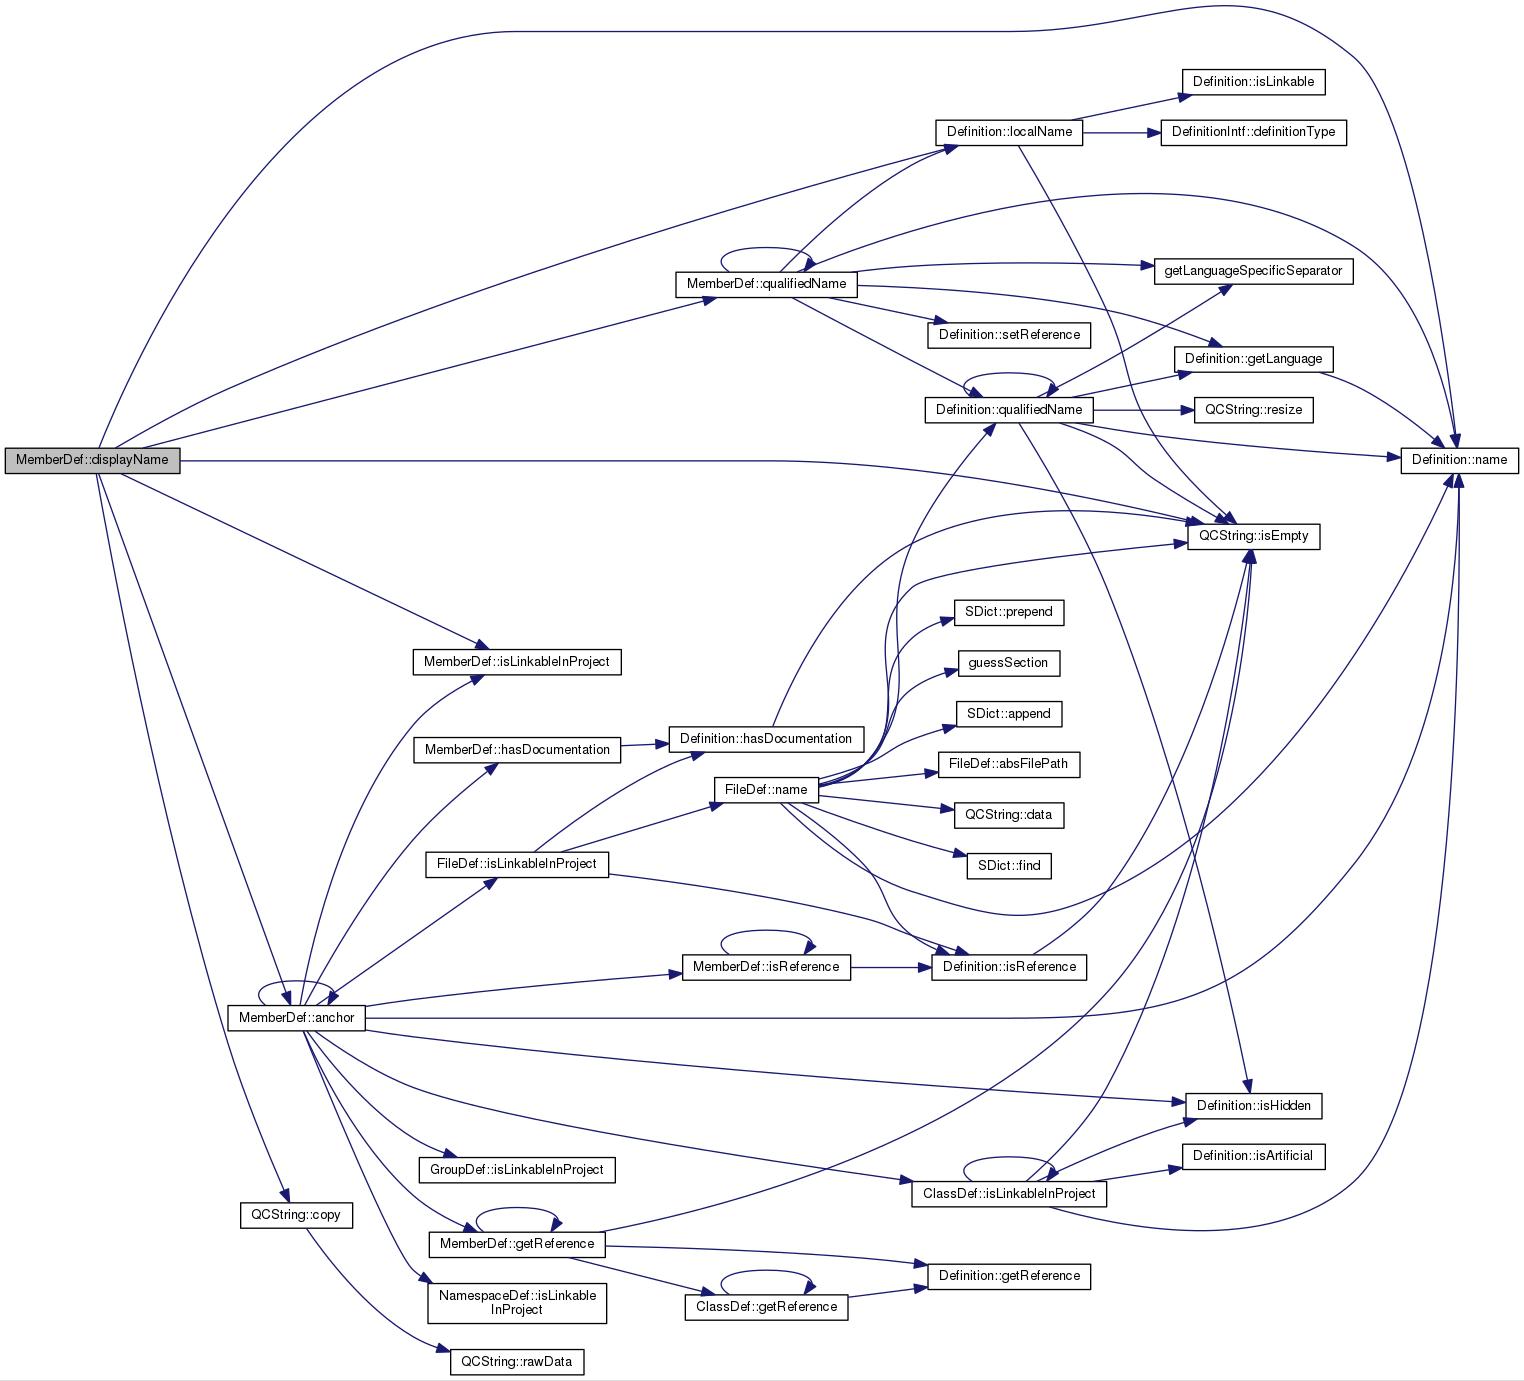 Definition::isLinkable
Definition::localName
DefinitionIntf::definitionType
getLanguageSpecificSeparator
MemberDef::qualifiedName
Definition::setReference
Definition::getLanguage
Definition::qualifiedName
QCString::resize
MemberDef::displayName
Definition::name
QCString::isEmpty
SDict::prepend
MemberDef::isLinkableInProject
guessSection
SDict::append
Definition::hasDocumentation
MemberDef::hasDocumentation
FileDef::absFilePath
FileDef::name
QCString::data
FileDef::isLinkableInProject
SDict::find
MemberDef::isReference
Definition::isReference
MemberDef::anchor
Definition::isHidden
Definition::isArtificial
GroupDef::isLinkableInProject
ClassDef::isLinkableInProject
QCString::copy
MemberDef::getReference
Definition::getReference
NamespaceDef::isLinkable
InProject
ClassDef::getReference
QCString::rawData